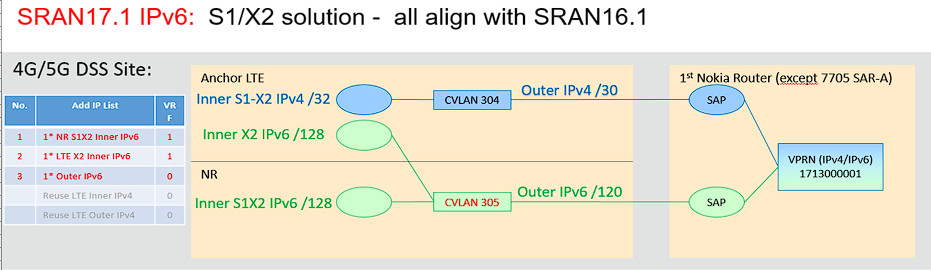 SRAN17.1 IPv6: S1/X2 solution - all align with SRAN16.1
4G/5G DSS Site:
No. Add IP List VR F
1 1* NR S1X2 Inner IPv6 1
2 1* LTE X2 Inner IPv6 1
3 1* Outer IPv6 0
Reuse LTE Inner IPv4 0
Reuse LTE Outer IPv4 0
Anchor LTE
Inner S1-X2 IPv4 /32
CVLAN 304
Outer IPv4 /30
Inner X2 IPv6 /128
NR
Inner S1X2 IPv6 /128
CVLAN 305
Outer IPv6 /120
1st Nokia Router (except 7705 SAR-A)
SAP
VPRN (IPv4/IPv6)
1713000001
SAP